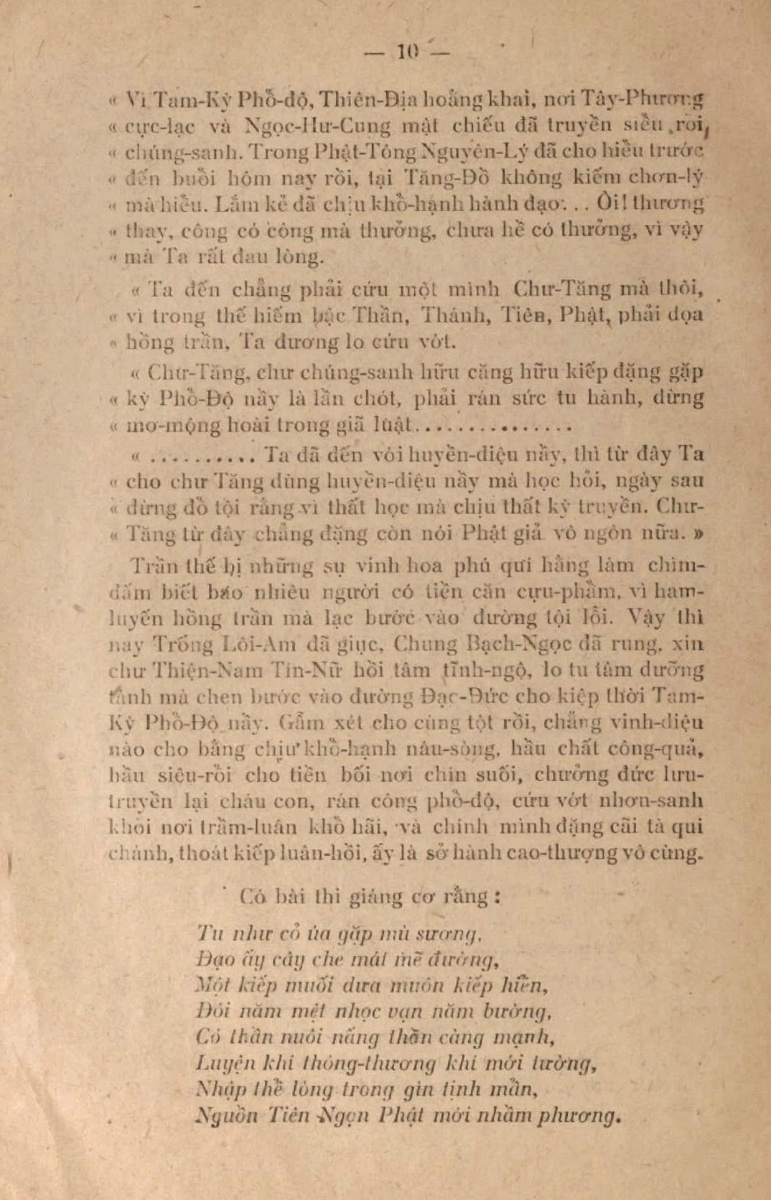 — 10 —
« Vì Tam-Kỳ Phổ-độ, Thiên-Địa hoằng khai, nơi Tây-Phương
« cực-lạc và Ngọc-Hư-Cung mật chiếu đã truyền siêu rỗi,
« chúng-sanh. Trong Phật-Tông Nguyên-Lý đã cho hiểu trước
« đến buổi hôm nay rồi, tại Tăng-Đồ không kiếm chơn-lý
« mà hiểu. Lắm kẻ đã chịu khổ-hạnh hành đạo... Ôi! thương
« thay, công có công mà thưởng, chưa hề có thưởng, vì vậy
« mà Ta rất đau lòng.
« Ta đến chẳng phải cứu một mình Chư-Tăng mà thôi,
« vì trong thế hiếm bậc Thần, Thánh, Tiên, Phật, phải đọa
« hồng trần, Ta đương lo cứu vớt.
« Chư-Tăng, chư chúng-sanh hữu căng hữu kiếp đặng gặp
« kỳ Phổ-Độ nầy là lần chót, phải rán sức tu hành, đừng
« mơ-mộng hoài trong giã luật...............
« .......... Ta đã đến với huyền-diệu nầy, thì từ đây Ta
« cho chư Tăng dùng huyền-diệu nầy mà học hỏi, ngày sau
« đừng đổ tội rằng vì thất học mà chịu thất kỳ truyền. Chư-
« Tăng từ đây chẳng đặng còn nói Phật giả vô ngôn nữa. »
Trần thế bị những sự vinh hoa phú quí hằng làm chìm-
đắm biết bao nhiêu người có tiền căn cựu-phẩm, vì ham-
luyến hồng trần mà lạc bước vào đường tội lỗi. Vậy thì
nay Trống Lôi-Âm đã giục, Chung Bạch-Ngọc đã rung, xin
chư Thiện-Nam Tín-Nữ hồi tâm tĩnh-ngộ, lo tu tâm dưỡng
tánh mà chen bước vào đường Đạo-Đức cho kiệp thời Tam-
Kỳ Phổ-Độ nầy. Gẫm xét cho cùng tột rồi, chẳng vinh-diệu
nào cho bằng chịu khổ-hạnh nâu-sòng, hầu chất công-quả,
hầu siêu-rỗi cho tiền bối nơi chín suối, chưởng đức lưu-
truyền lại cháu con, rán công phổ-độ, cứu vớt nhơn-sanh
khỏi nơi trầm-luân khổ hãi, và chính mình đặng cãi tà qui
chánh, thoát kiếp luân-hồi, ấy là sở hành cao-thượng vô cùng.
Có bài thi giáng cơ rằng :
Tu như cỏ úa gặp mù sương,
Đạo ấy cây che mát mẽ đường,
Một kiếp muối dưa muôn kiếp hiển,
Đôi năm mệt nhọc vạn năm bường,
Có thần nuôi nấng thần càng mạnh,
Luyện khí thông-thương khí mới tường,
Nhập thể lòng trong gìn tịnh mẫn,
Nguồn Tiên Ngọn Phật mới nhằm phương.